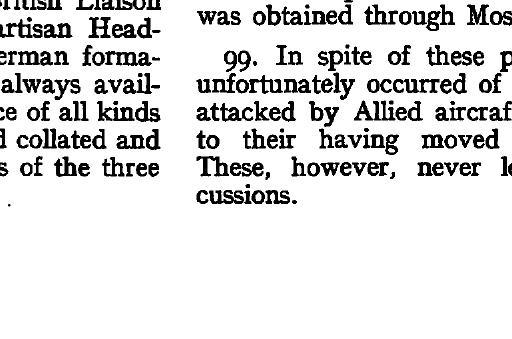 British Liaison
artisan Head-
erman forma-
always avail-
ce of all kinds
d collated and
s of the three
was obtained through Mos
99. In spite of these p
unfortunately occurred of
attacked by Allied aircraf
to their having moved
These, however, never le
cussions.